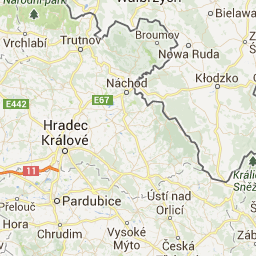 Národní park
Wałbrzych
Bielawa
Broumov
Vrchlabí
Trutnov
Nowa Ruda
Náchod
Kłodzko
E67
E442
Hradec
Králové
11
Ústí nad
Orlicí
Přelouč
Pardubice
Chrudim
Vysoké
Mýto
Česká